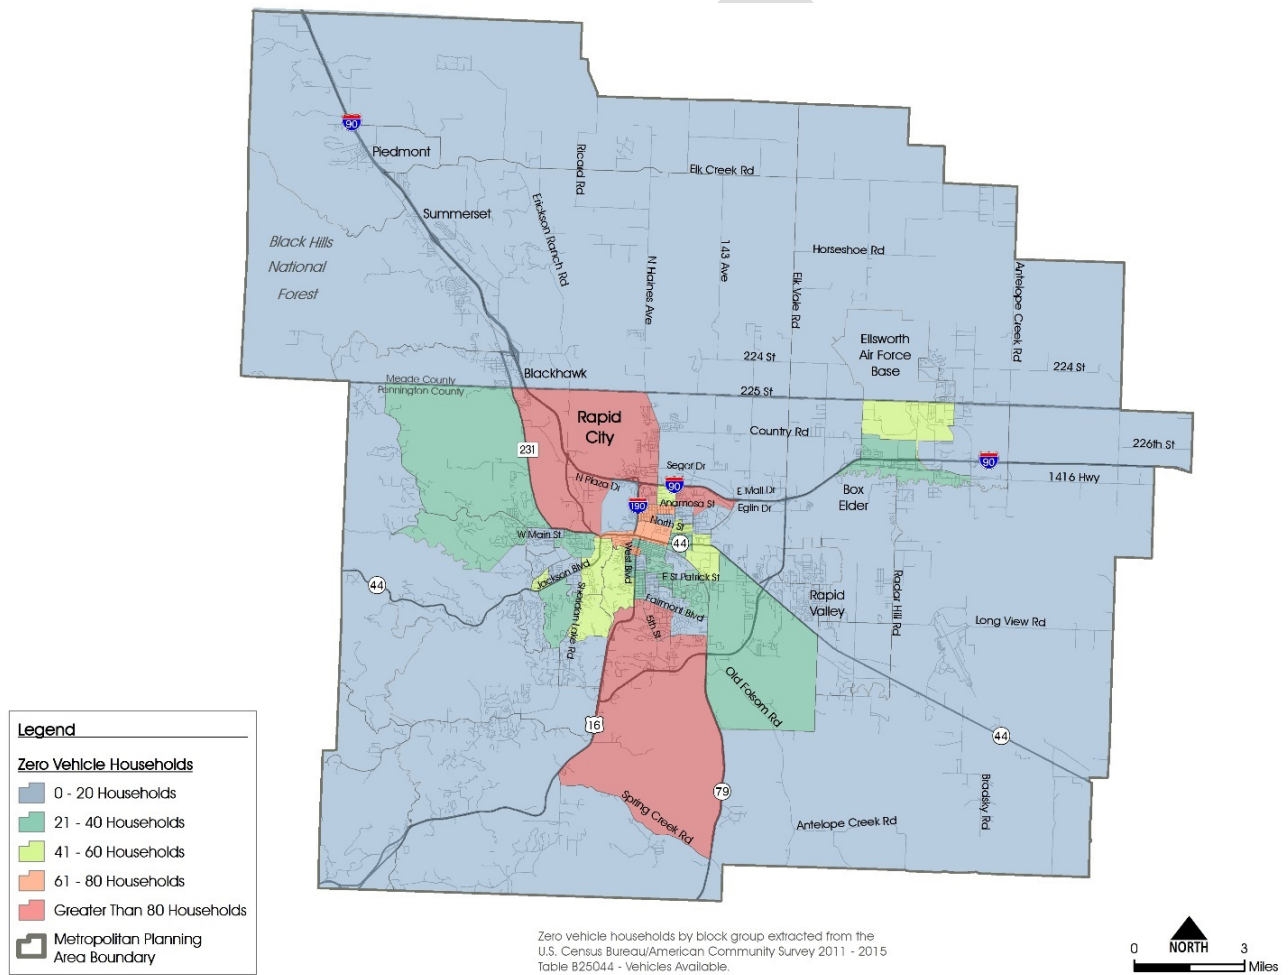 90
Piedmont
Ricard Rd
Elk Creek Rd
Summerset
Erickson Ranch Rd
Black Hills
National
Forest
N Haines Ave
143 Ave
Elk Vale Rd
Horseshoe Rd
Antelope Creek Rd
Ellsworth
Air Force
Base
224 St
224 St
Blackhawk
Meade County
Pennington County
225 St
Rapid
City
Country Rd
226th St
231
Segar Dr
90
90
1416 Hwy
N Plaza Dr
E Mall Dr
Box
Elder
190
Anamosa St
Eglin Dr
North St
W Main St
44
West Blvd
Jackson Blvd
E St Patrick St
44
Sheridan Lake Rd
Fairmont Blvd
5th St
Rapid
Valley
Radar Hill Rd
Long View Rd
Old Folsom Rd
16
44
79
Spring Creek Rd
Antelope Creek Rd
Bradsky Rd
Legend
Zero Vehicle Households
0 - 20 Households
21 - 40 Households
41 - 60 Households
61 - 80 Households
Greater Than 80 Households
Metropolitan Planning
Area Boundary
Zero vehicle households by block group extracted from the
U.S. Census Bureau/American Community Survey 2011 - 2015
Table B25044 - Vehicles Available.
0
NORTH
3
Miles